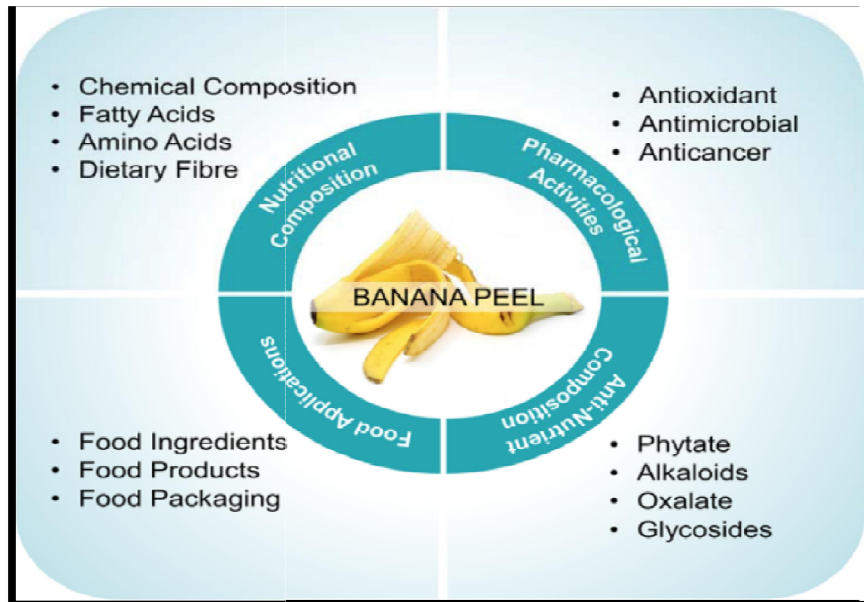 • Chemical Composition
• Fatty Acids
• Amino Acids
• Dietary Fibre
• Antioxidant
• Antimicrobial
• Anticancer
Nutritional
Composition
Pharmacological
Activities
BANANA PEEL
Food Applications
Anti-Nutrient
Composition
• Food Ingredients
• Food Products
• Food Packaging
• Phytate
• Alkaloids
• Oxalate
• Glycosides